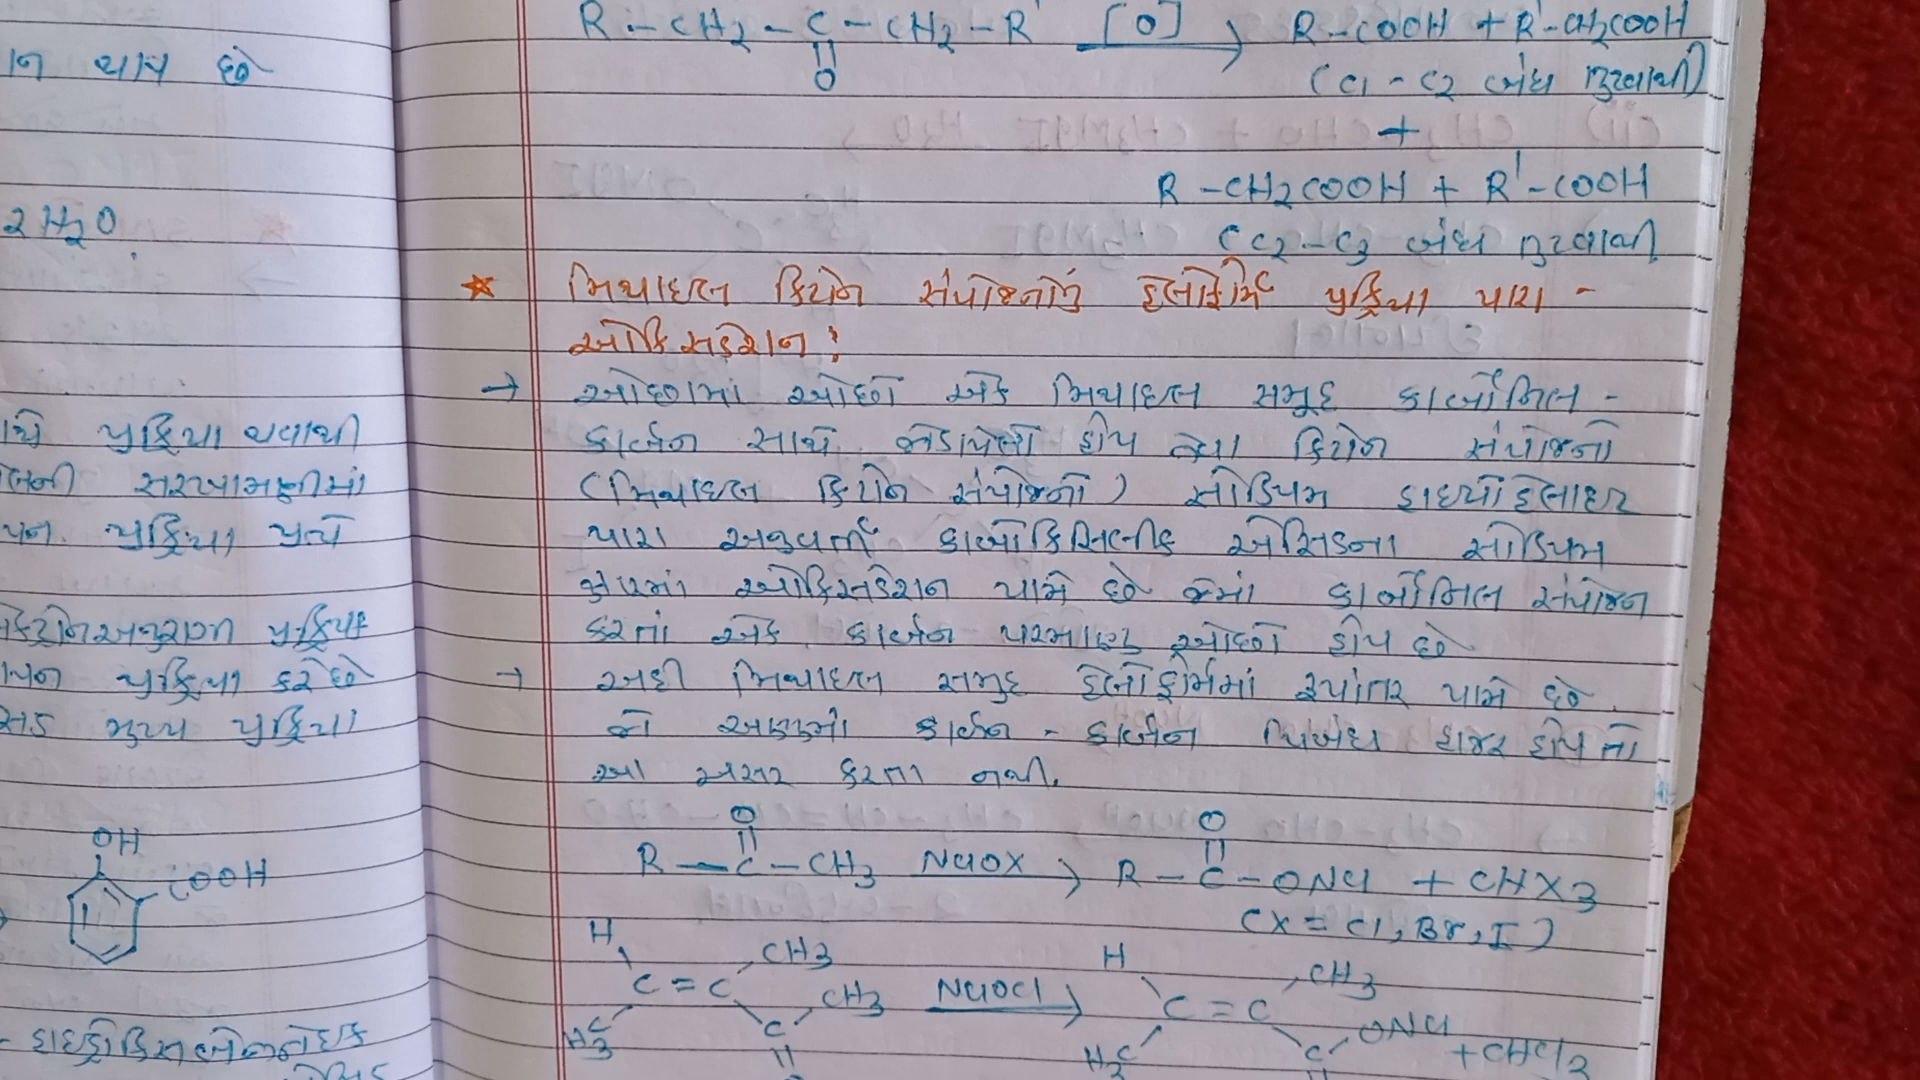 ન થાય છે
2H2O
પ્રક્રિયા થવાથી
સરખામણીમાં
પ્રક્રિયા પ્રત્યે
પ્રક્રિયા
પ્રક્રિયા કરે છે
મુખ્ય પ્રક્રિયા
OH
COOH
R - CH2 - C - CH2 - R' [O] → R - COOH + R' - CH2COOH
O
(C1 - C2 બંધ તુટવાથી)
+
R - CH2COOH + R' - COOH
(C2 - C3 બંધ તુટવાથી
☆ મિથાઇલ કિટોન સંયોજનોનું હેલોફોર્મ પ્રક્રિયા ધારા -
ઓક્સિડેશન :
→ ઓછામાં ઓછો એક મિથાઇલ સમૂહ કાર્બોનિલ -
કાર્બન સાથે જોડાયેલો હોય તેવા કિટોન સંયોજનો
(મિથાઇલ કિટોન સંયોજનો) સોડિયમ હાઇપોહેલાઇટ
ધારા અનુવર્તી કાર્બોક્સિલીક એસિડના સોડિયમ
ક્ષારમાં ઓક્સિડેશન પામે છે જેમાં કાર્બોનિલ સંયોજન
કરતાં એક કાર્બન પરમાણુ ઓછો હોય છે
→ અહી મિથાઇલ સમુહ હેલોફોર્મમાં રૂપાંતર પામે છે.
જો અણુમાં કાર્બન - કાર્બન દ્વિબંધ હાજર હોય તો
આ અસર કરતા નથી.
O O
R - C - CH3 NaOX → R - C - ONa + CHX3
(X = Cl, Br, I)
H CH3 H CH3
C = C CH3 NaOCl → C = C ONa
H3C C H3C C + CHCl3